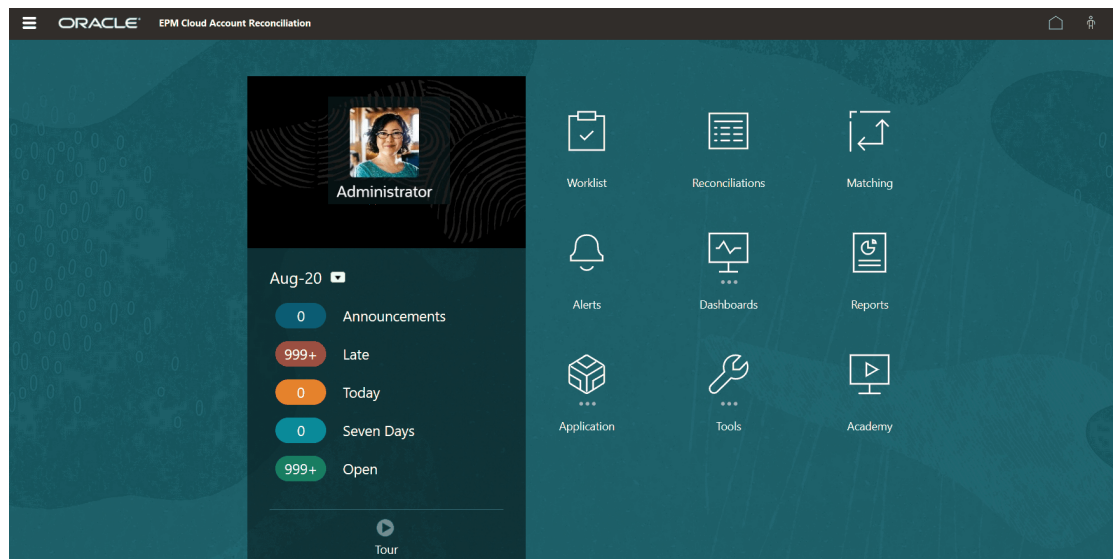 ORACLE EPM Cloud Account Reconciliation
Administrator
Aug-20
0 Announcements
999+ Late
0 Today
0 Seven Days
999+ Open
Tour
Worklist Reconciliations Matching
Alerts Dashboards Reports
Application Tools Academy